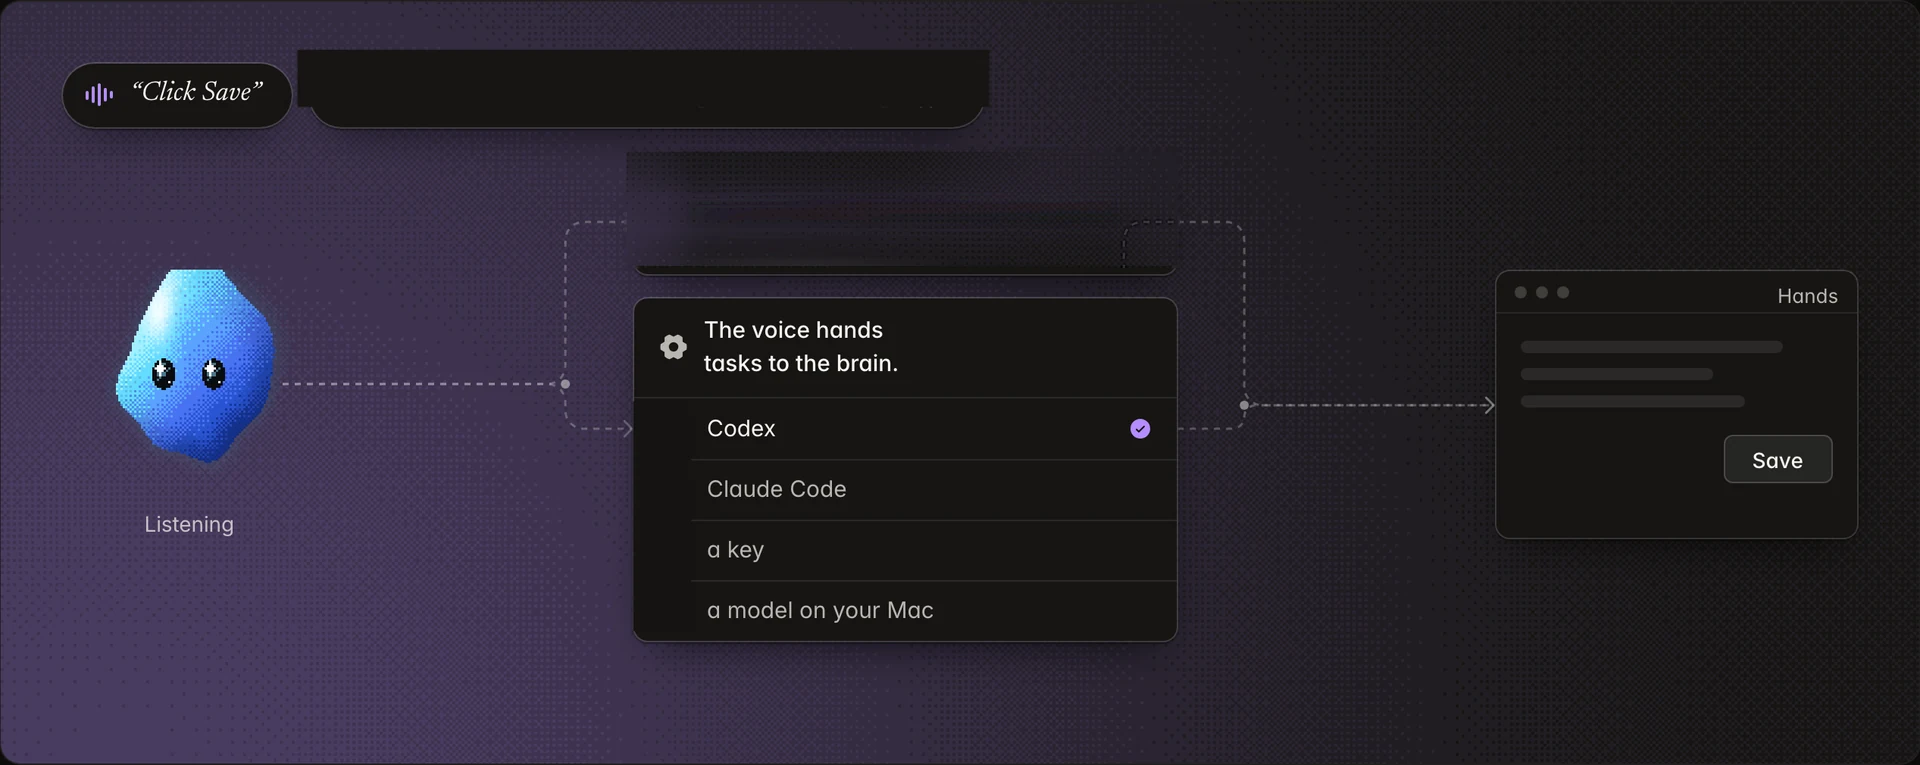 “Click Save”
Listening
The voice hands
tasks to the brain.
Codex
Claude Code
a key
a model on your Mac
Hands
Save